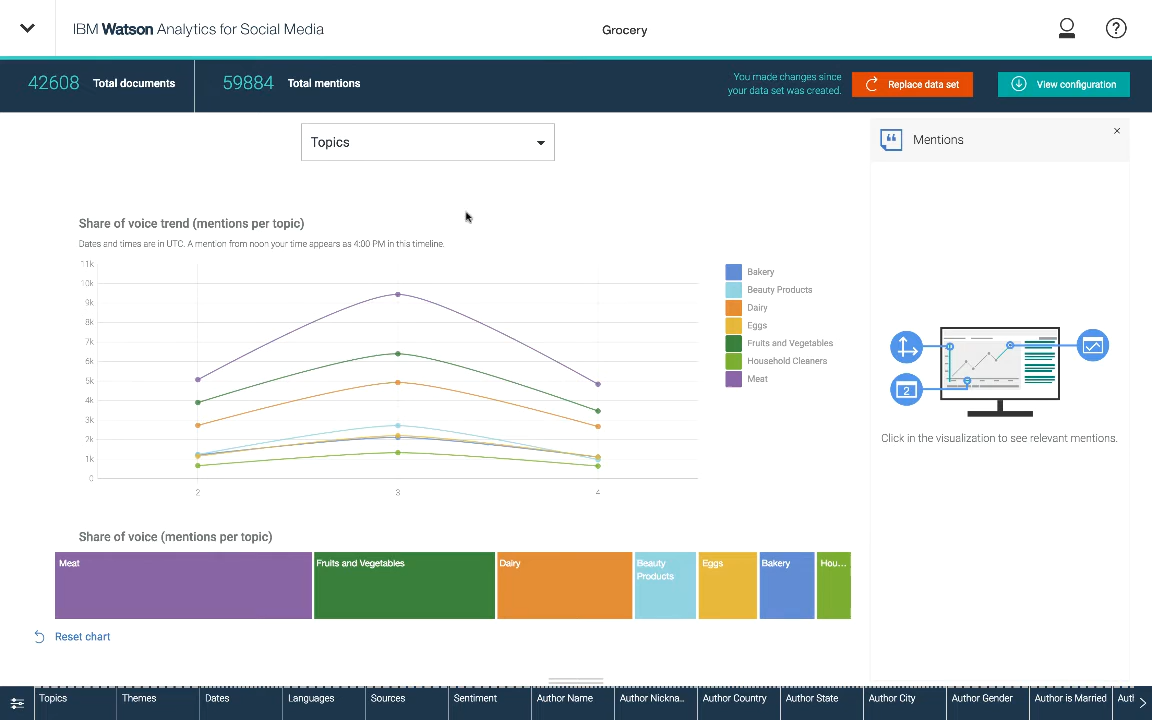 IBM Watson Analytics for Social Media
Grocery
42608 Total documents
59884 Total mentions
You made changes since
your data set was created.
Replace data set
View configuration
Topics
Mentions
Share of voice trend (mentions per topic)
Dates and times are in UTC. A mention from noon your time appears as 4:00 PM in this timeline.
11k
10k
9k
8k
7k
6k
5k
4k
3k
2k
1k
0
2 3 4
Bakery
Beauty Products
Dairy
Eggs
Fruits and Vegetables
Household Cleaners
Meat
2
Click in the visualization to see relevant mentions.
Share of voice (mentions per topic)
Meat
Fruits and Vegetables
Dairy
Beauty
Products
Eggs
Bakery
Hou...
Reset chart
Topics Themes Dates Languages Sources Sentiment Author Name Author Nickna... Author Country Author State Author City Author Gender Author is Married Autl